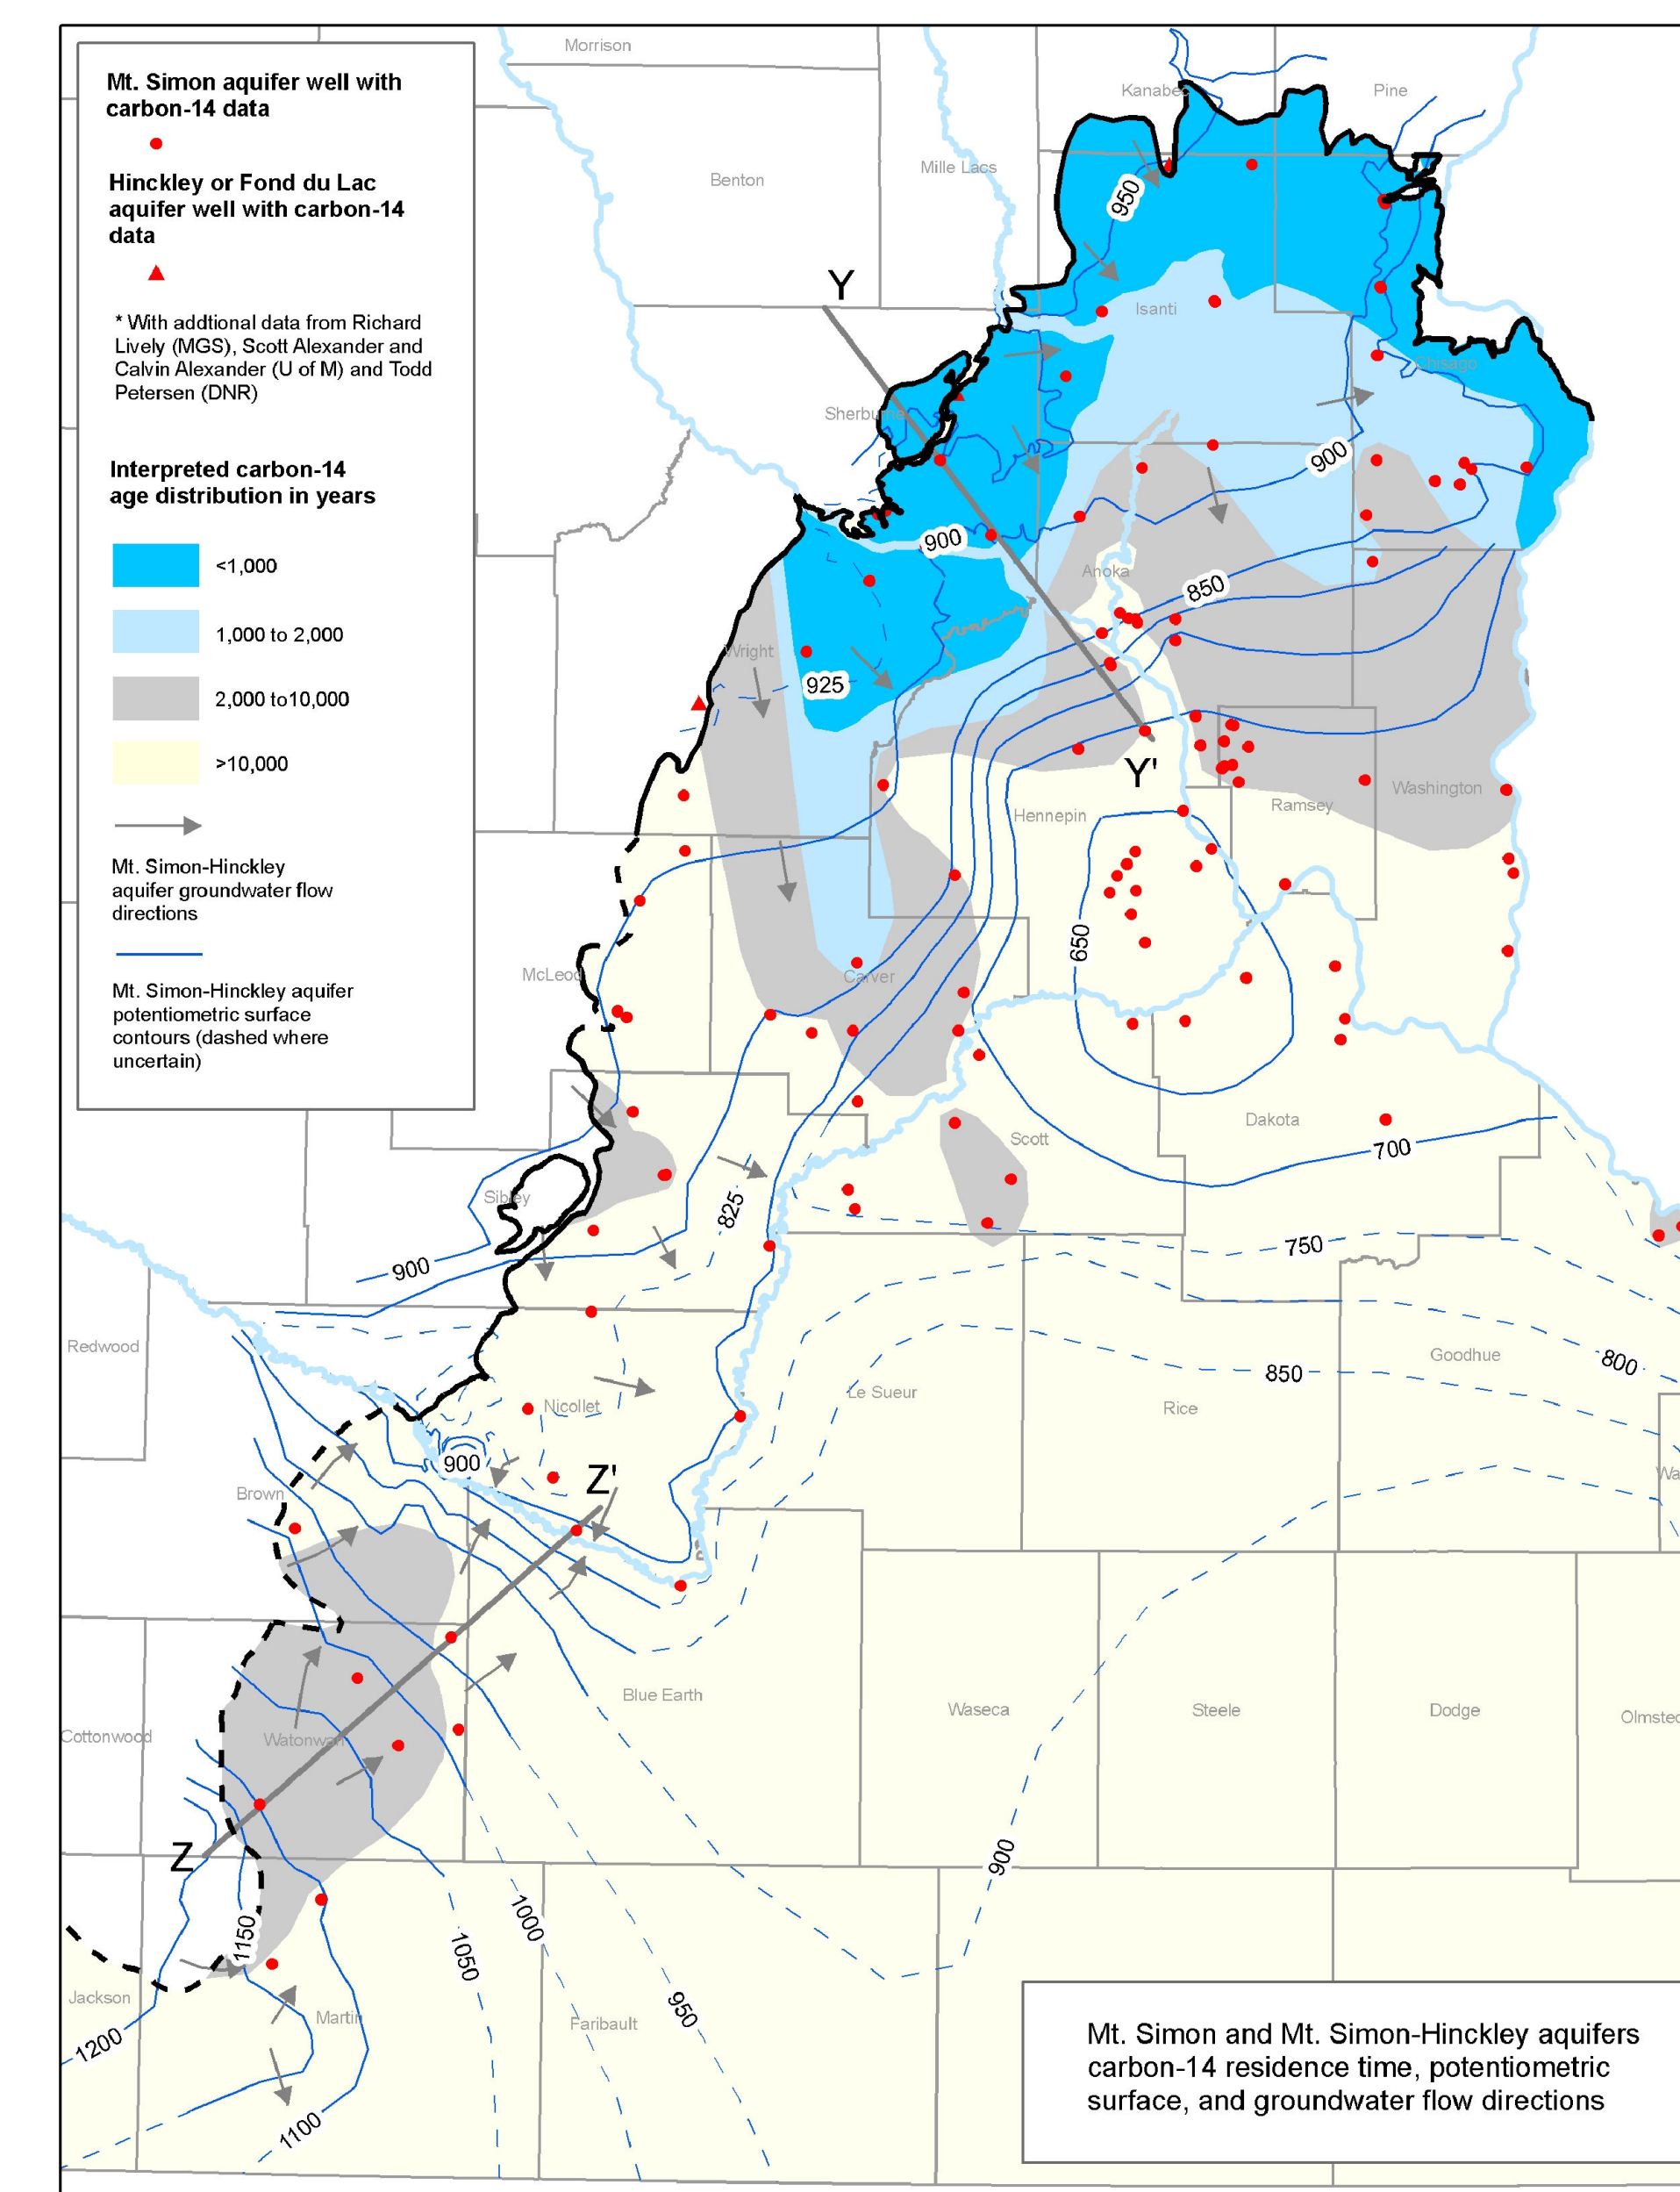 Mt. Simon aquifer well with
carbon-14 data
Hinckley or Fond du Lac
aquifer well with carbon-14
data
* With addtional data from Richard
Lively (MGS), Scott Alexander and
Calvin Alexander (U of M) and Todd
Petersen (DNR)
Interpreted carbon-14
age distribution in years
<1,000
1,000 to 2,000
2,000 to10,000
>10,000
Mt. Simon-Hinckley
aquifer groundwater flow
directions
Mt. Simon-Hinckley aquifer
potentiometric surface
contours (dashed where
uncertain)
Morrison
Kanabec
Pine
Mille Lacs
Benton
950
Y
Isanti
Chisago
Sherburne
900
900
Anoka
850
Wright
925
Y'
Washington
Ramsey
Hennepin
650
McLeod
Carver
Dakota
Scott
700
Sibley
825
750
900
Redwood
Goodhue
800
850
Le Sueur
Rice
Nicollet
900
Z'
Wa
Brown
Blue Earth
Waseca
Steele
Dodge
Olmsted
Cottonwood
Watonwan
Z
900
1000
1150
1050
Jackson
Martin
Faribault
950
1200
1100
Mt. Simon and Mt. Simon-Hinckley aquifers
carbon-14 residence time, potentiometric
surface, and groundwater flow directions